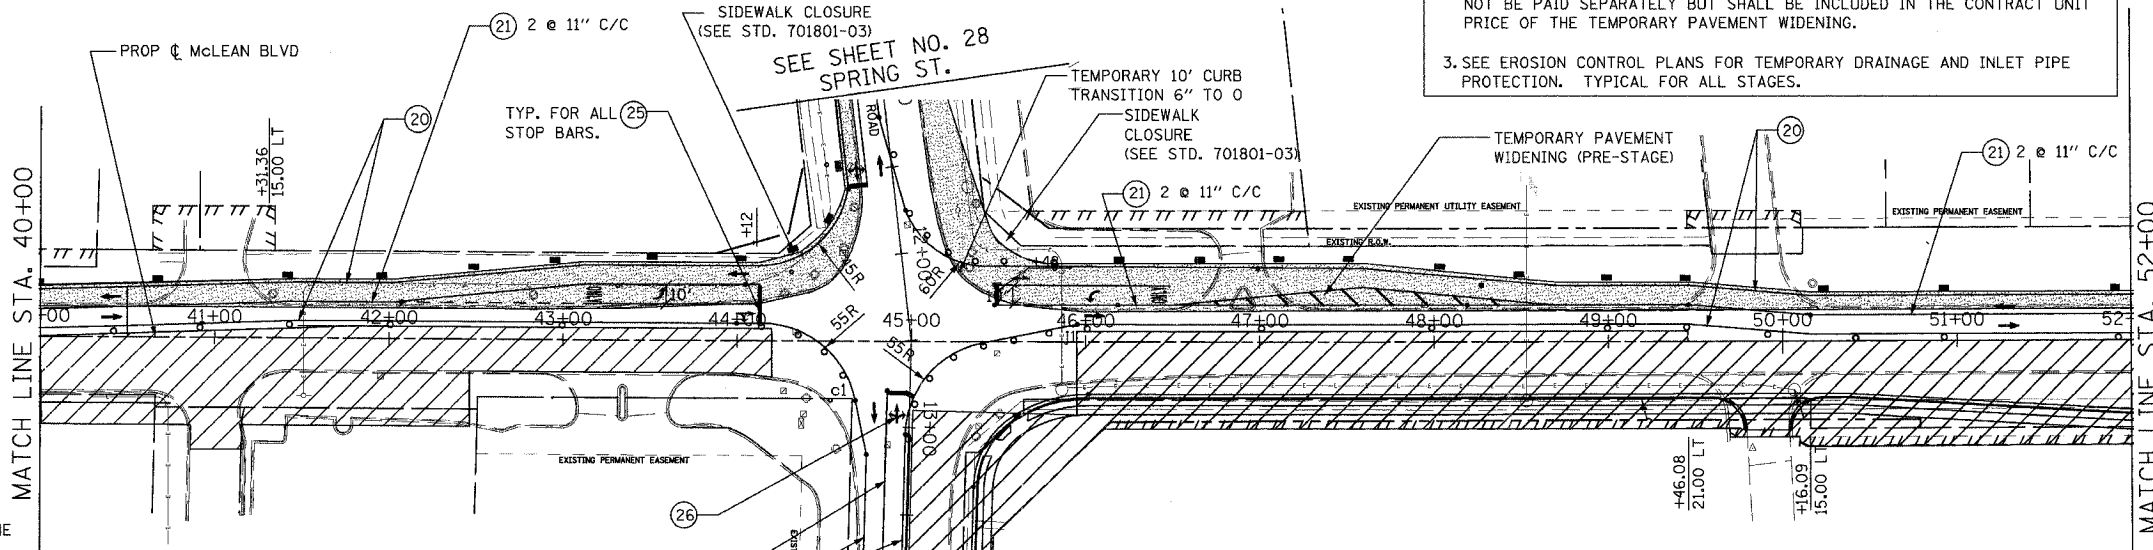 NOT BE PAID SEPARATELY BUT SHALL BE INCLUDED IN THE CONTRACT UNIT
PRICE OF THE TEMPORARY PAVEMENT WIDENING.
3. SEE EROSION CONTROL PLANS FOR TEMPORARY DRAINAGE AND INLET PIPE
PROTECTION. TYPICAL FOR ALL STAGES.
PROP ℄ McLEAN BLVD
21 2 @ 11" C/C
SIDEWALK CLOSURE
(SEE STD. 701801-03)
SEE SHEET NO. 28
SPRING ST.
TEMPORARY 10' CURB
TRANSITION 6" TO 0
SIDEWALK
CLOSURE
(SEE STD. 701801-03)
20
TYP. FOR ALL 25
STOP BARS.
ROAD
TEMPORARY PAVEMENT
WIDENING (PRE-STAGE)
20
21 2 @ 11" C/C
21 2 @ 11" C/C
+31.36
15.00 LT
+12
EXISTING PERMANENT UTILITY EASEMENT
EXISTING PERMANENT EASEMENT
EXISTING R.O.W.
MATCH LINE STA. 40+00
MATCH LINE STA. 52+00
45R
60R
12+00
+48
10'
+00
41+00
42+00
43+00
44+00
45+00
46+00
47+00
48+00
49+00
50+00
51+00
52
55R
55R
c1
13+00
EXISTING PERMANENT EASEMENT
26
+46.08
21.00 LT
+16.09
15.00 LT